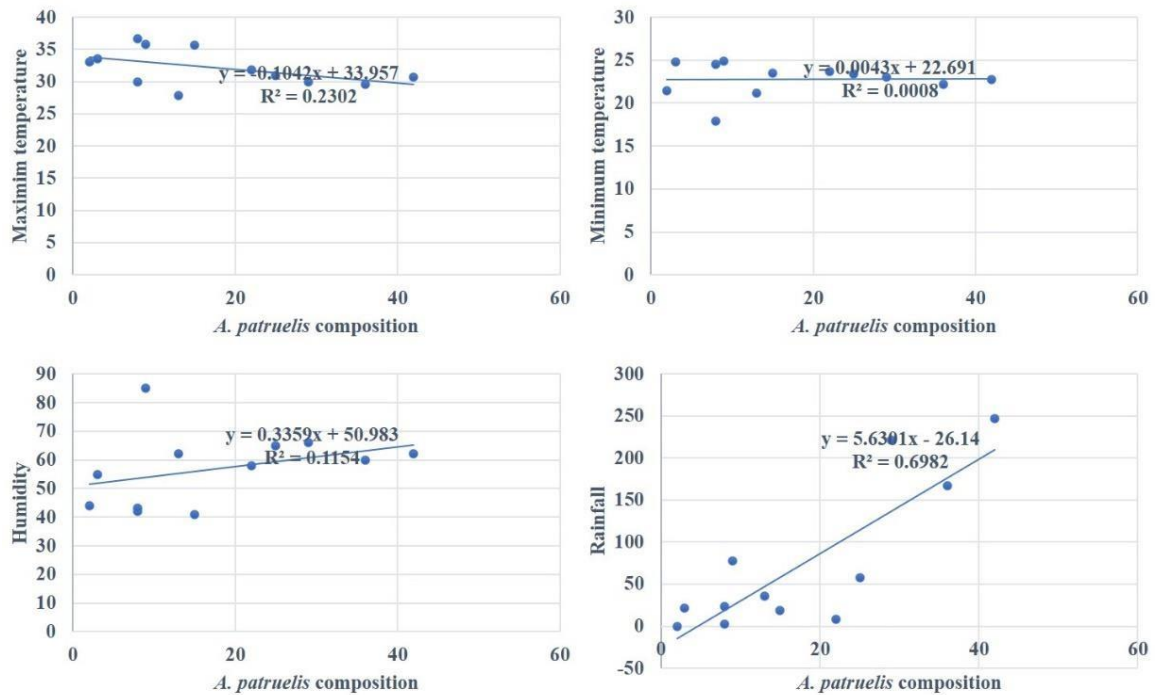 40
35
30
25
20
15
10
5
0
Maximim temperature
y = -0.1042x + 33.957
R² = 0.2302
0 20 40 60
A. patruelis composition
30
25
20
15
10
5
0
Minimum temperature
y = 0.0043x + 22.691
R² = 0.0008
0 20 40 60
A. patruelis composition
90
80
70
60
50
40
30
20
10
0
Humidity
y = 0.3359x + 50.983
R² = 0.1154
0 20 40 60
A. patruelis composition
300
250
200
150
100
50
0
-50
Rainfall
y = 5.6301x - 26.14
R² = 0.6982
0 20 40 60
A. patruelis composition